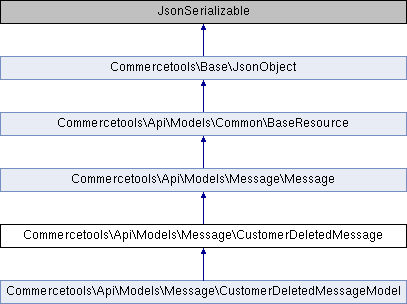 JsonSerializable
Commercetools\Base\JsonObject
Commercetools\Api\Models\Common\BaseResource
Commercetools\Api\Models\Message\Message
Commercetools\Api\Models\Message\CustomerDeletedMessage
Commercetools\Api\Models\Message\CustomerDeletedMessageModel